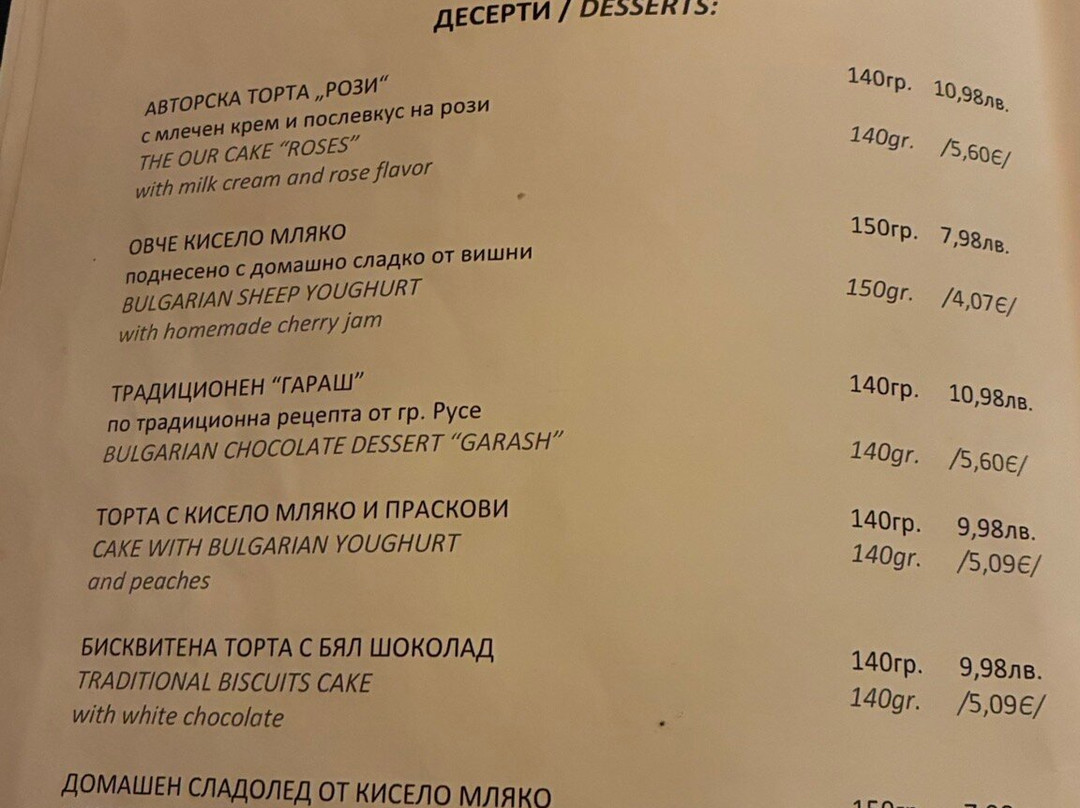 ДЕСЕРТИ / DESSERTS:
АВТОРСКА ТОРТА „РОЗИ“ 140гр. 10,98лв.
с млечен крем и послевкус на рози
THE OUR CAKE “ROSES” 140gr. /5,60€/
with milk cream and rose flavor
ОВЧЕ КИСЕЛО МЛЯКО 150гр. 7,98лв.
поднесено с домашно сладко от вишни
BULGARIAN SHEEP YOUGHURT 150gr. /4,07€/
with homemade cherry jam
ТРАДИЦИОНЕН “ГАРАШ” 140гр. 10,98лв.
по традиционна рецепта от гр. Русе
BULGARIAN CHOCOLATE DESSERT “GARASH” 140gr. /5,60€/
ТОРТА С КИСЕЛО МЛЯКО И ПРАСКОВИ 140гр. 9,98лв.
CAKE WITH BULGARIAN YOUGHURT 140gr. /5,09€/
and peaches
БИСКВИТЕНА ТОРТА С БЯЛ ШОКОЛАД 140гр. 9,98лв.
TRADITIONAL BISCUITS CAKE 140gr. /5,09€/
with white chocolate
ДОМАШЕН СЛАДОЛЕД ОТ КИСЕЛО МЛЯКО 150гр.